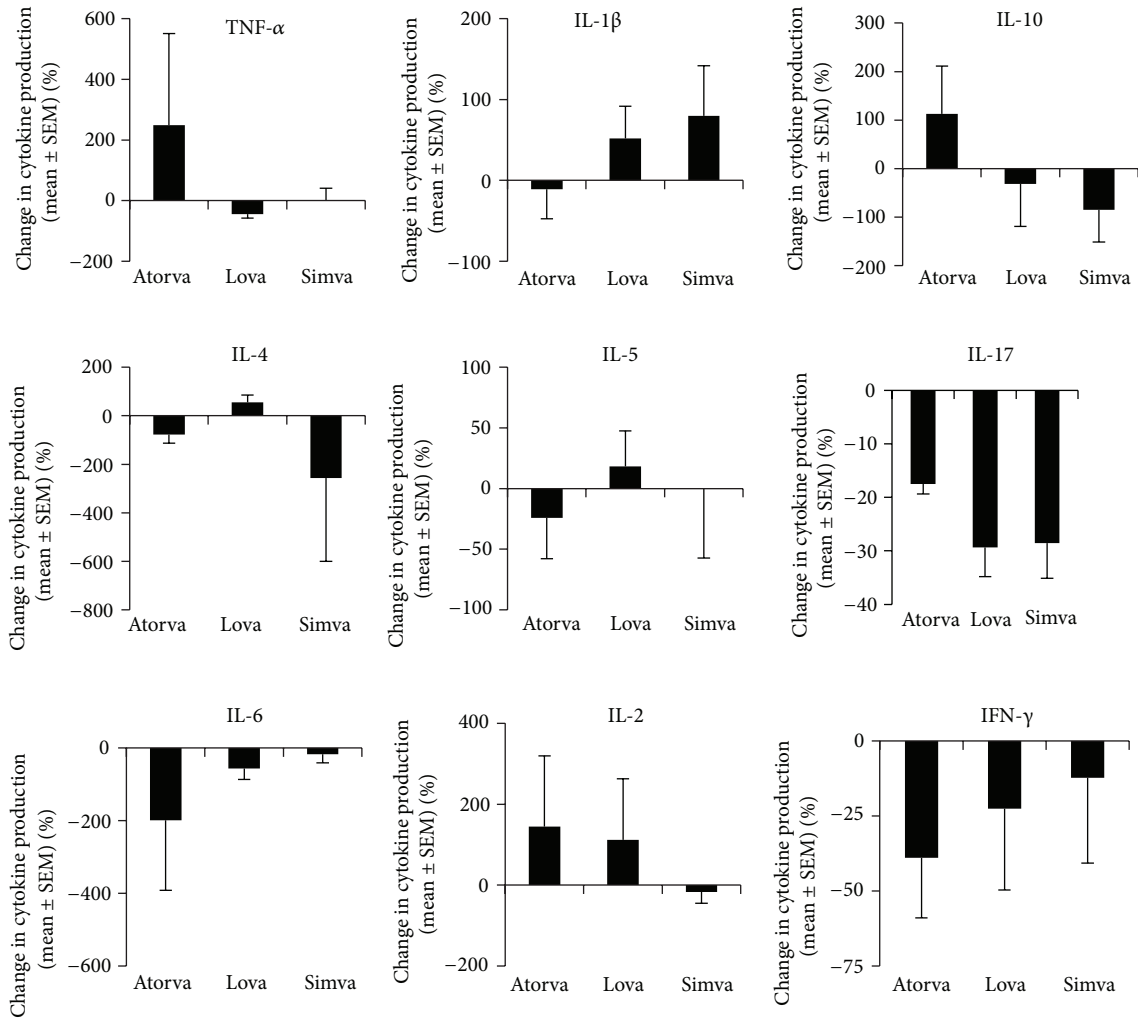 TNF-α
Change in cytokine production
(mean ± SEM) (%)
600
400
200
0
−200
Atorva Lova Simva
IL-1β
Change in cytokine production
(mean ± SEM) (%)
200
100
0
−100
Atorva Lova Simva
IL-10
Change in cytokine production
(mean ± SEM) (%)
300
200
100
0
−100
−200
Atorva Lova Simva
IL-4
Change in cytokine production
(mean ± SEM) (%)
200
0
−200
−400
−600
−800
Atorva Lova Simva
IL-5
Change in cytokine production
(mean ± SEM) (%)
100
50
0
−50
−100
Atorva Lova Simva
IL-17
Change in cytokine production
(mean ± SEM) (%)
0
−10
−20
−30
−40
Atorva Lova Simva
IL-6
Change in cytokine production
(mean ± SEM) (%)
0
−200
−400
−600
Atorva Lova Simva
IL-2
Change in cytokine production
(mean ± SEM) (%)
400
200
0
−200
Atorva Lova Simva
IFN-γ
Change in cytokine production
(mean ± SEM) (%)
0
−25
−50
−75
Atorva Lova Simva